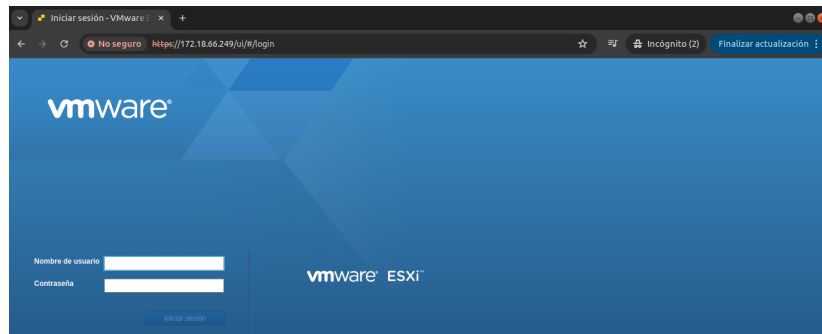 Iniciar sesión - VMware E
No seguro https://172.18.66.249/ui/#/login Incógnito (2) Finalizar actualización
vmware®
Nombre de usuario
Contraseña
vmware® ESXi™
Iniciar sesión